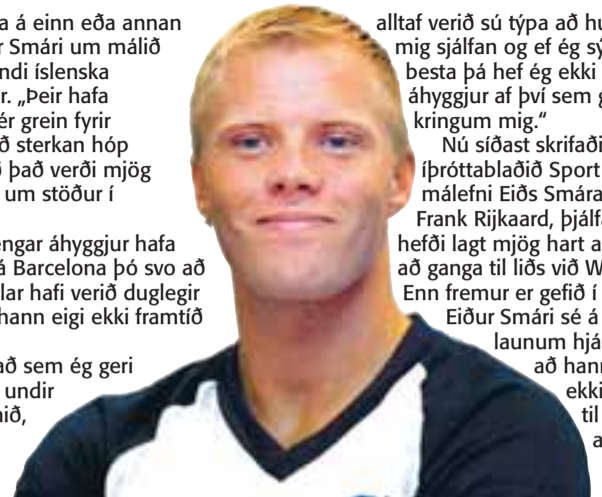 a á einn eða annan
r Smári um málið
ndi íslenska
r. „Þeir hafa
ér grein fyrir
ð sterkan hóp
ð það verði mjög
um stöður í
engar áhyggjur hafa
á Barcelona þó svo að
lar hafi verið duglegir
hann eigi ekki framtíð
að sem ég geri
undir
nið,
alltaf verið sú týpa að hu
mig sjálfan og ef ég sý
besta þá hef ég ekki
áhyggjur af því sem g
kringum mig.“
Nú síðast skrifaði
íþróttablaðið Sport
málefni Eiðs Smára
Frank Rijkaard, þjálfa
hefði lagt mjög hart a
að ganga til liðs við W
Enn fremur er gefið í
Eiður Smári sé á
launum hjá
að hann
ekki
til
a